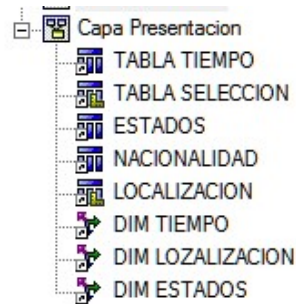 Capa Presentacion
TABLA TIEMPO
TABLA SELECCION
ESTADOS
NACIONALIDAD
LOCALIZACION
DIM TIEMPO
DIM LOZALIZACION
DIM ESTADOS